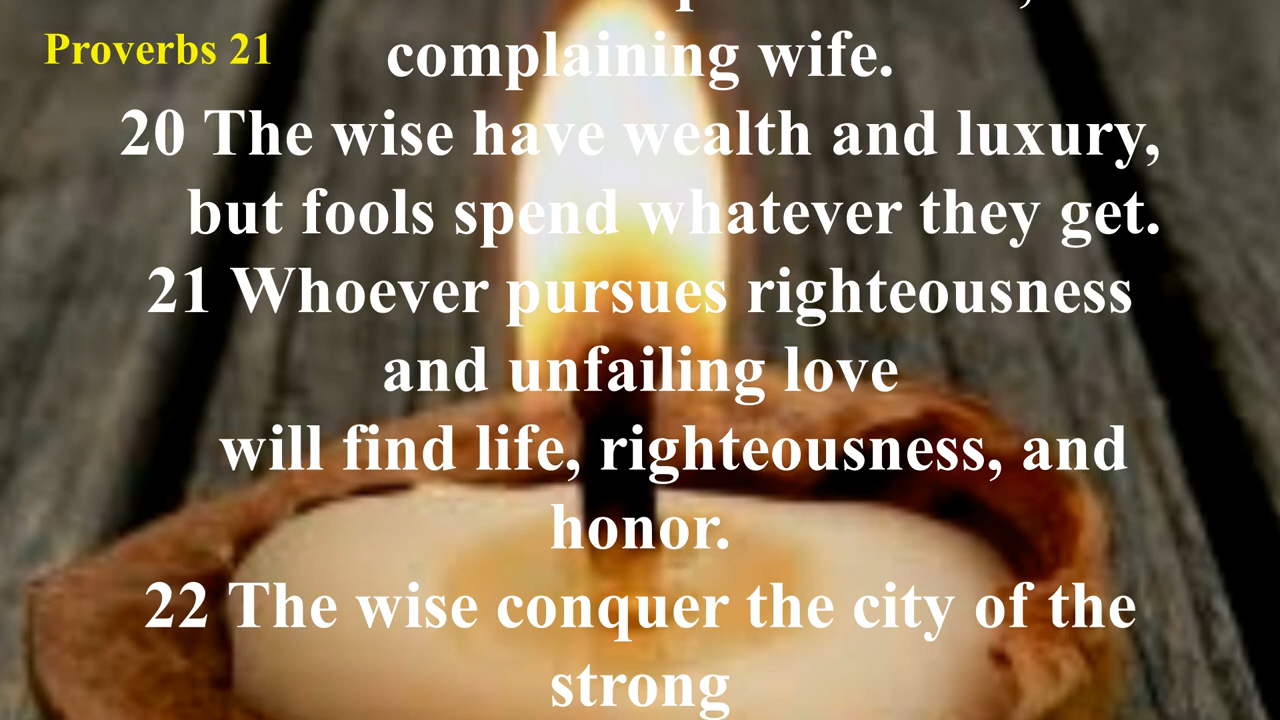 Proverbs 21
complaining wife.
20 The wise have wealth and luxury,
but fools spend whatever they get.
21 Whoever pursues righteousness
and unfailing love
will find life, righteousness, and
honor.
22 The wise conquer the city of the
strong